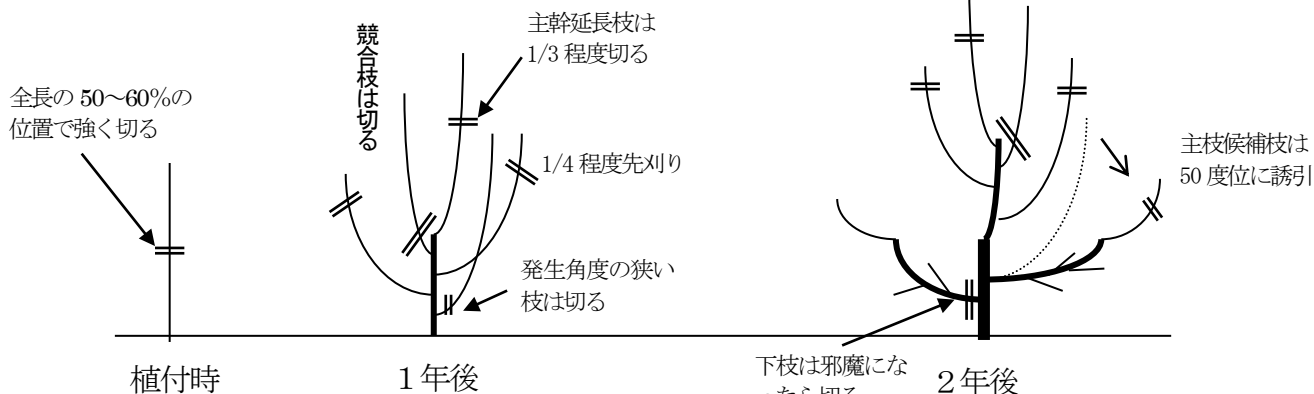 全長の 50～60%の
位置で強く切る
競合枝は切る
主幹延長枝は
1/3 程度切る
1/4 程度先刈り
発生角度の狭い
枝は切る
主枝候補枝は
50 度位に誘引
下枝は邪魔にな
植付時
１年後
２年後